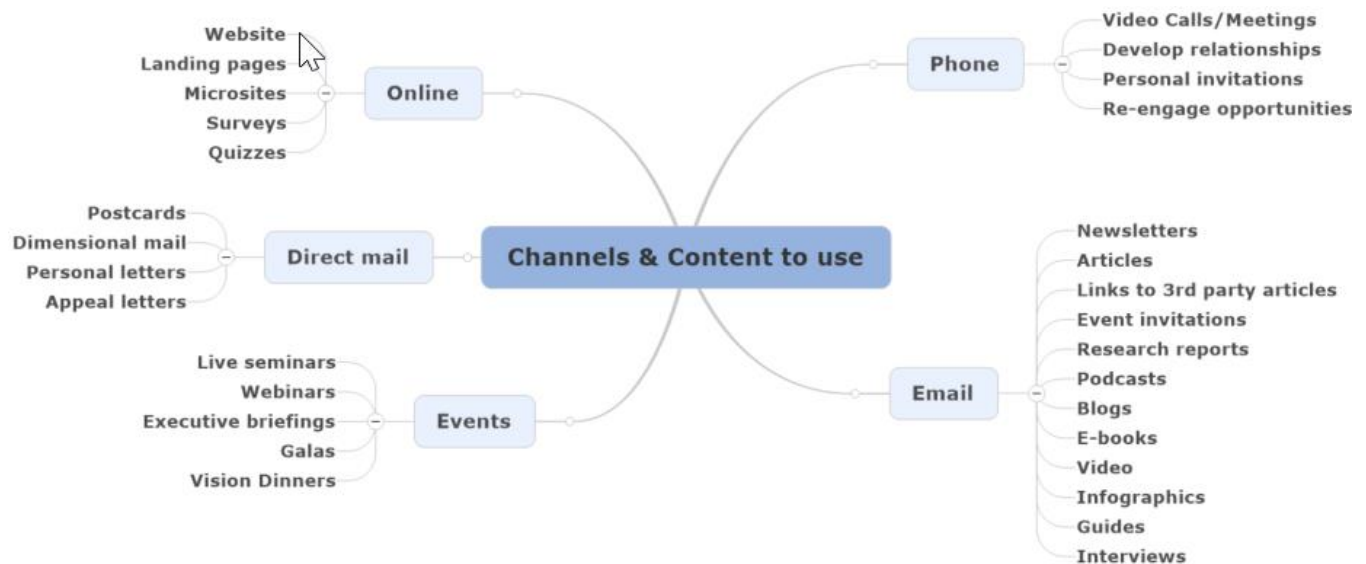 Channels & Content to use
Phone
Video Calls/Meetings
Develop relationships
Personal invitations
Re-engage opportunities
Email
Newsletters
Articles
Links to 3rd party articles
Event invitations
Research reports
Podcasts
Blogs
E-books
Video
Infographics
Guides
Interviews
Online
Website
Landing pages
Microsites
Surveys
Quizzes
Direct mail
Postcards
Dimensional mail
Personal letters
Appeal letters
Events
Live seminars
Webinars
Executive briefings
Galas
Vision Dinners